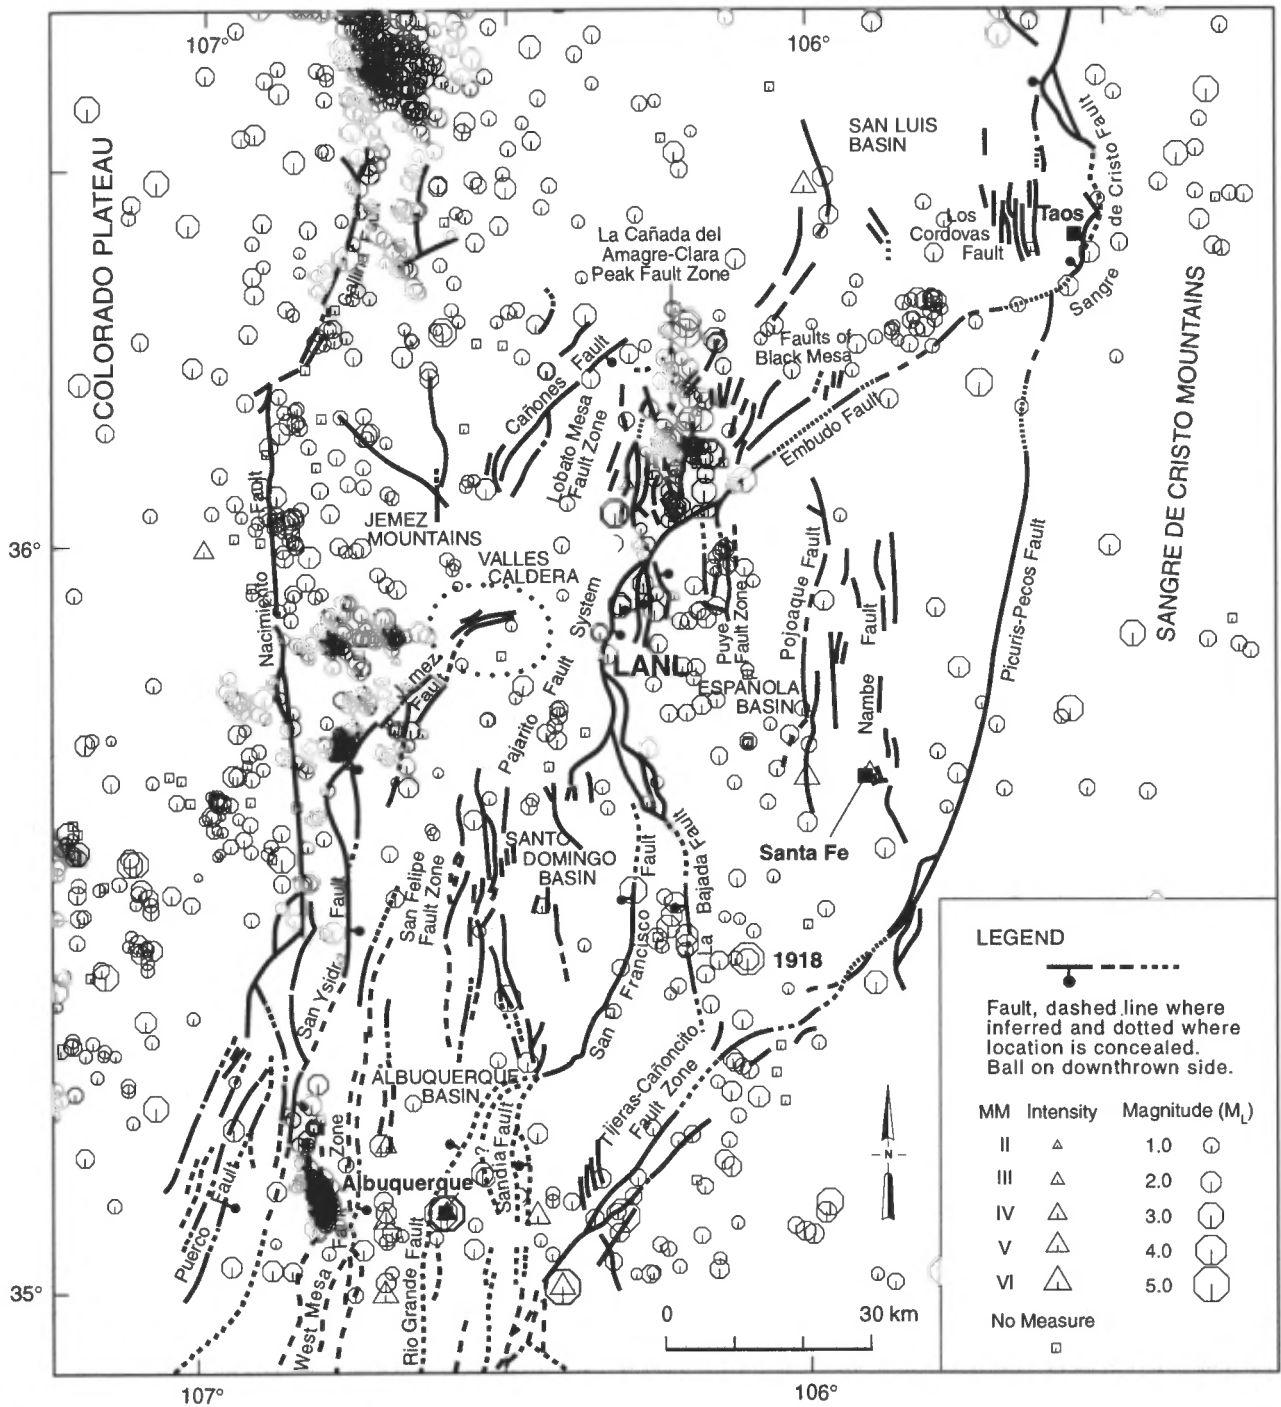 107°
106°
SAN LUIS
BASIN
COLORADO PLATEAU
Sangre de Cristo Fault
Taos
Los
Cordovas
Fault
La Cañada del
Amagre-Clara
Peak Fault Zone
SANGRE DE CRISTO MOUNTAINS
Faults of
Black Mesa
Cañones Fault
Lobato Mesa
Fault Zone
Embudo Fault
Nacimiento Fault
JEMEZ
MOUNTAINS
VALLES
CALDERA
36°
Pajarito Fault System
Puye
Fault Zone
Pojoaque Fault
Nambe Fault
Picuris-Pecos Fault
LANL
ESPAÑOLA
BASIN
Jemez
Fault
SANTO
DOMINGO
BASIN
Santa Fe
San Felipe
Fault Zone
San Francisco Fault
La Bajada Fault
1918
San Ysidr Fault
ALBUQUERQUE
BASIN
Tijeras-Cañoncito
Fault Zone
Sandia Fault
?
Albuquerque
Puerco Fault
West Mesa Fault Zone
Rio Grande Fault
35°
N
0 30 km
LEGEND
Fault, dashed line where
inferred and dotted where
location is concealed.
Ball on downthrown side.
MM Intensity Magnitude (ML)
II 1.0
III 2.0
IV 3.0
V 4.0
VI 5.0
No Measure
107°
106°